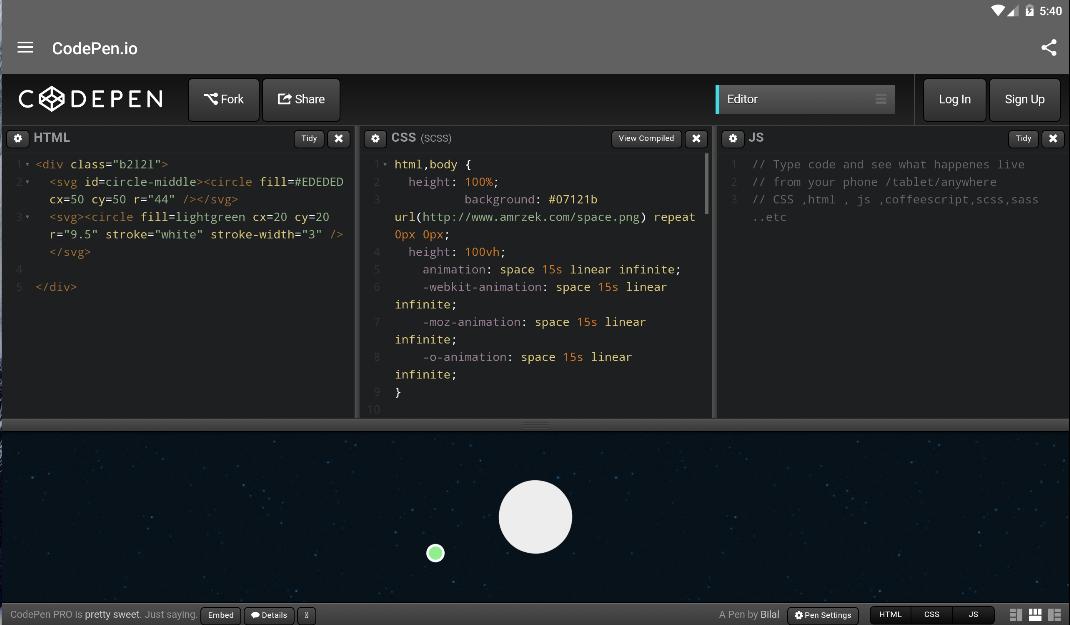 5:40
CodePen.io
CODEPEN
Fork
Share
Editor
Log In
Sign Up
HTML
Tidy
1 <div class="b2l2l">
2 <svg id=circle-middle><circle fill=#EDEDED
cx=50 cy=50 r="44" /></svg>
3 <svg><circle fill=lightgreen cx=20 cy=20
r="9.5" stroke="white" stroke-width="3" />
</svg>
4
5 </div>
CSS (SCSS)
View Compiled
1 html,body {
2 height: 100%;
3 background: #07121b
url(http://www.amrzek.com/space.png) repeat
0px 0px;
4 height: 100vh;
5 animation: space 15s linear infinite;
6 -webkit-animation: space 15s linear
infinite;
7 -moz-animation: space 15s linear
infinite;
8 -o-animation: space 15s linear
infinite;
9 }
10
JS
Tidy
1 // Type code and see what happenes live
2 // from your phone /tablet/anywhere
3 // CSS ,html , js ,coffeescript,scss,sass
..etc
CodePen PRO is pretty sweet. Just saying.
Embed
Details
A Pen by Bilal
Pen Settings
HTML
CSS
JS